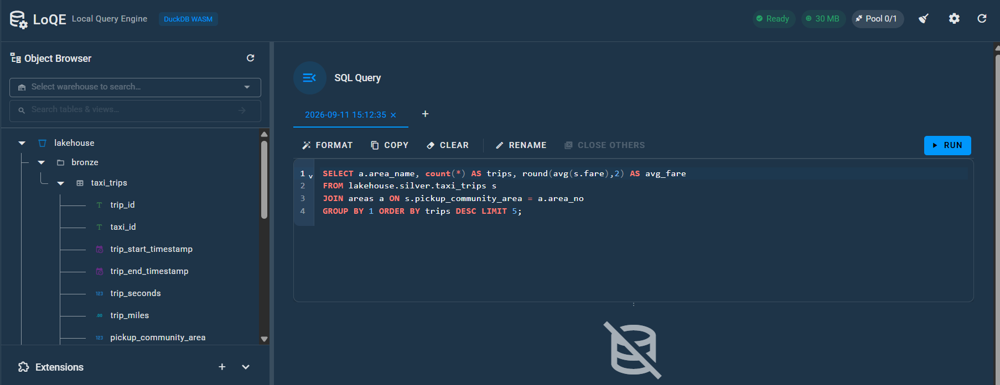 LoQE Local Query Engine DuckDB WASM
Ready 30 MB Pool 0/1
Object Browser
Select warehouse to search...
Search tables & views...
lakehouse
bronze
taxi_trips
T trip_id
T taxi_id
trip_start_timestamp
trip_end_timestamp
123 trip_seconds
.00 trip_miles
123 pickup_community_area
Extensions
SQL Query
2026-09-11 15:12:35
FORMAT COPY CLEAR RENAME CLOSE OTHERS RUN
1 SELECT a.area_name, count(*) AS trips, round(avg(s.fare),2) AS avg_fare
2 FROM lakehouse.silver.taxi_trips s
3 JOIN areas a ON s.pickup_community_area = a.area_no
4 GROUP BY 1 ORDER BY trips DESC LIMIT 5;